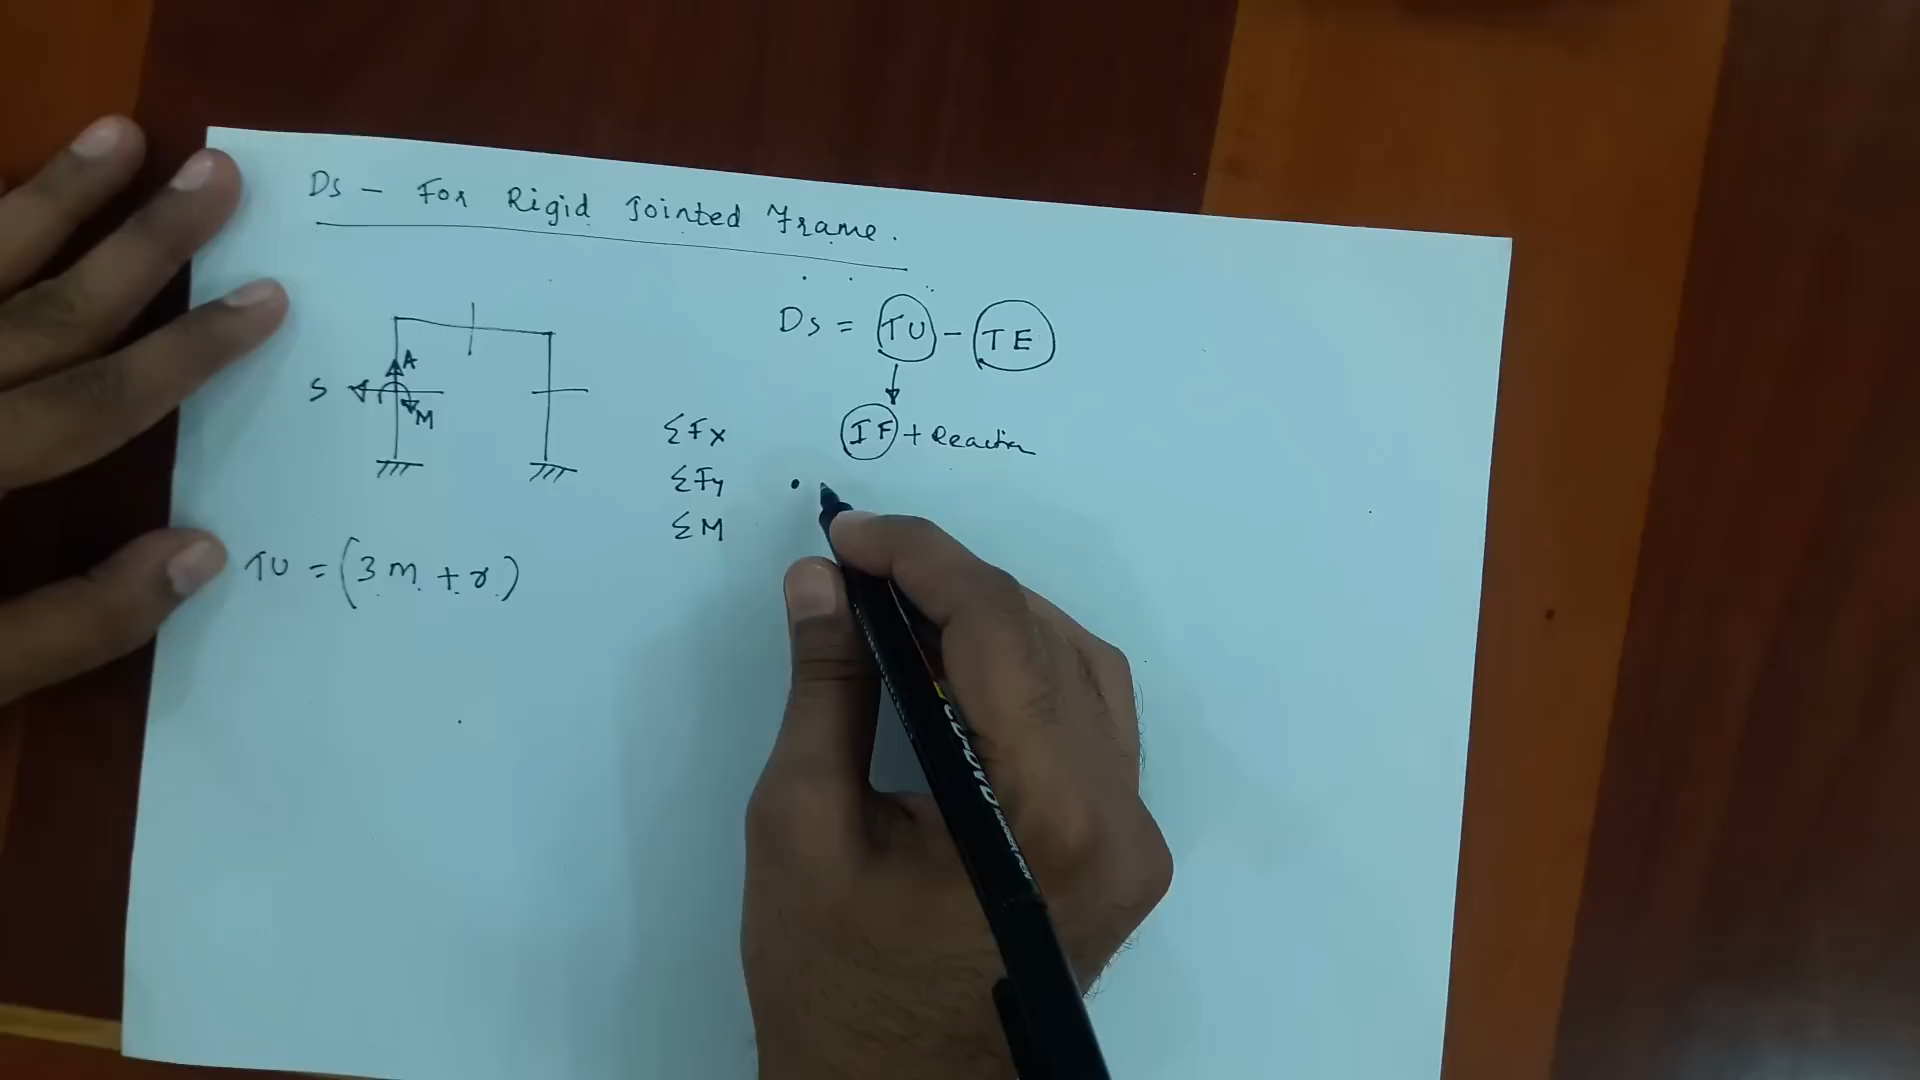 Ds - For Rigid Jointed Frame.
Ds = TU - TE
A
S
M
IF + Reaction
ΣFx
ΣFy
ΣM
TU = (3m + r)